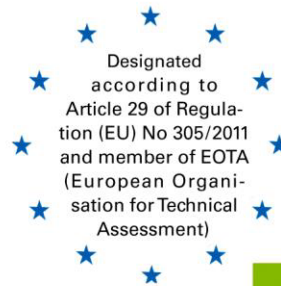 Designated
according to
Article 29 of Regula-
tion (EU) No 305/2011
and member of EOTA
(European Organi-
sation for Technical
Assessment)